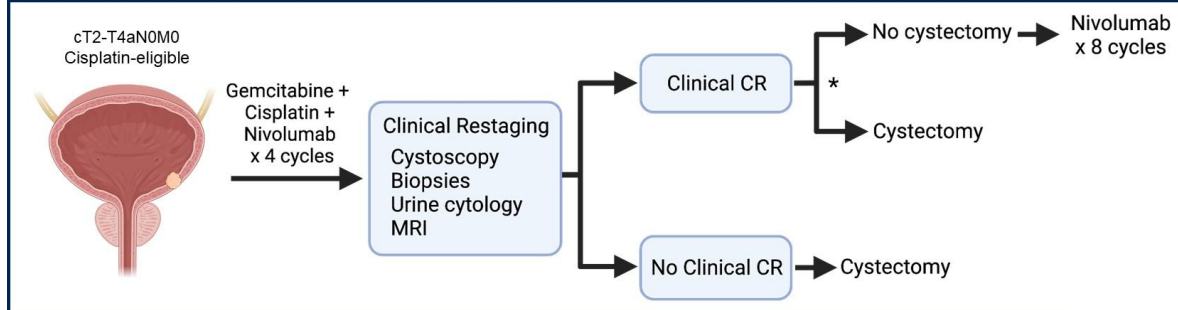 cT2-T4aN0M0
Cisplatin-eligible
Gemcitabine +
Cisplatin +
Nivolumab
x 4 cycles
Clinical Restaging
Cystoscopy
Biopsies
Urine cytology
MRI
Clinical CR
*
No cystectomy
Nivolumab
x 8 cycles
Cystectomy
No Clinical CR
Cystectomy